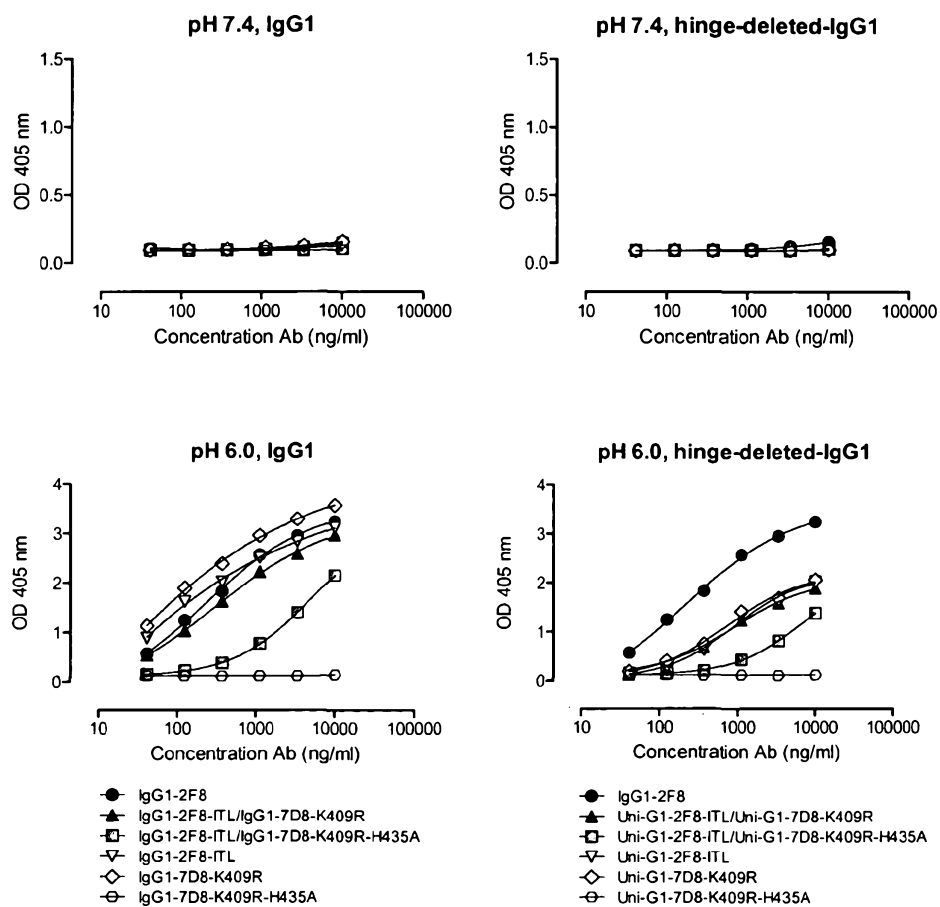 pH 7.4, IgG1
1.5
1.0
0.5
0.0
OD 405 nm
10 100 1000 10000 100000
Concentration Ab (ng/ml)
pH 7.4, hinge-deleted-IgG1
1.5
1.0
0.5
0.0
OD 405 nm
10 100 1000 10000 100000
Concentration Ab (ng/ml)
pH 6.0, IgG1
4
3
2
1
0
OD 405 nm
10 100 1000 10000 100000
Concentration Ab (ng/ml)
IgG1-2F8
IgG1-2F8-ITL/IgG1-7D8-K409R
IgG1-2F8-ITL/IgG1-7D8-K409R-H435A
IgG1-2F8-ITL
IgG1-7D8-K409R
IgG1-7D8-K409R-H435A
pH 6.0, hinge-deleted-IgG1
4
3
2
1
0
OD 405 nm
10 100 1000 10000 100000
Concentration Ab (ng/ml)
IgG1-2F8
Uni-G1-2F8-ITL/Uni-G1-7D8-K409R
Uni-G1-2F8-ITL/Uni-G1-7D8-K409R-H435A
Uni-G1-2F8-ITL
Uni-G1-7D8-K409R
Uni-G1-7D8-K409R-H435A